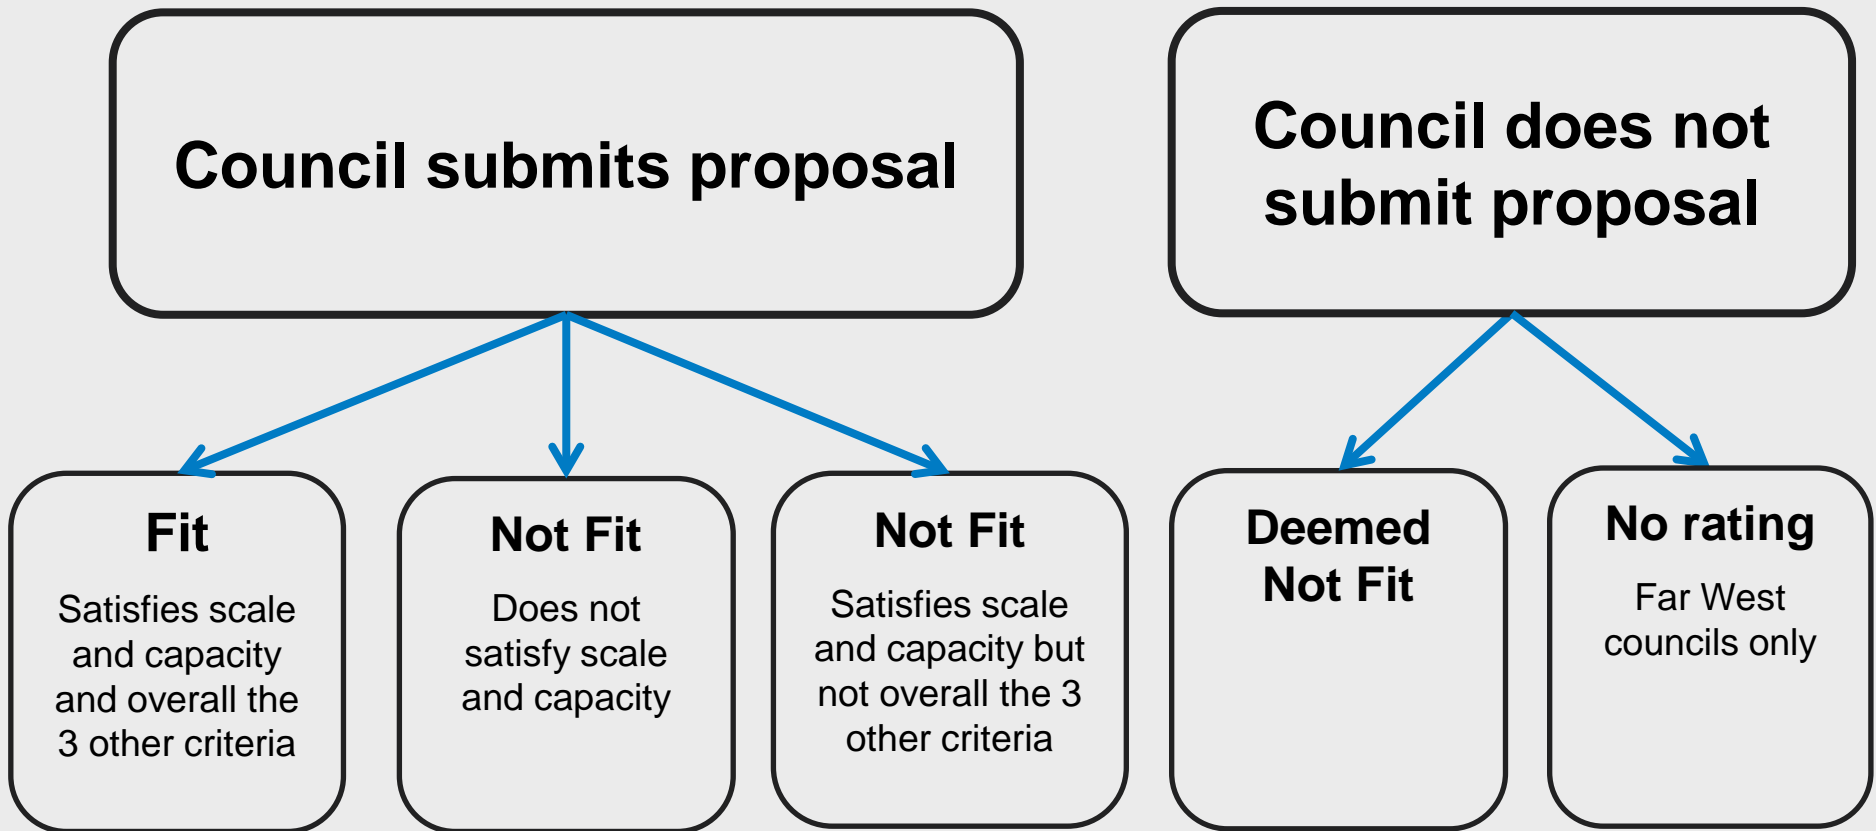 Council submits proposal
Council does not
submit proposal
Fit
Satisfies scale
and capacity
and overall the
3 other criteria
Not Fit
Does not
satisfy scale
and capacity
Not Fit
Satisfies scale
and capacity but
not overall the 3
other criteria
Deemed
Not Fit
No rating
Far West
councils only